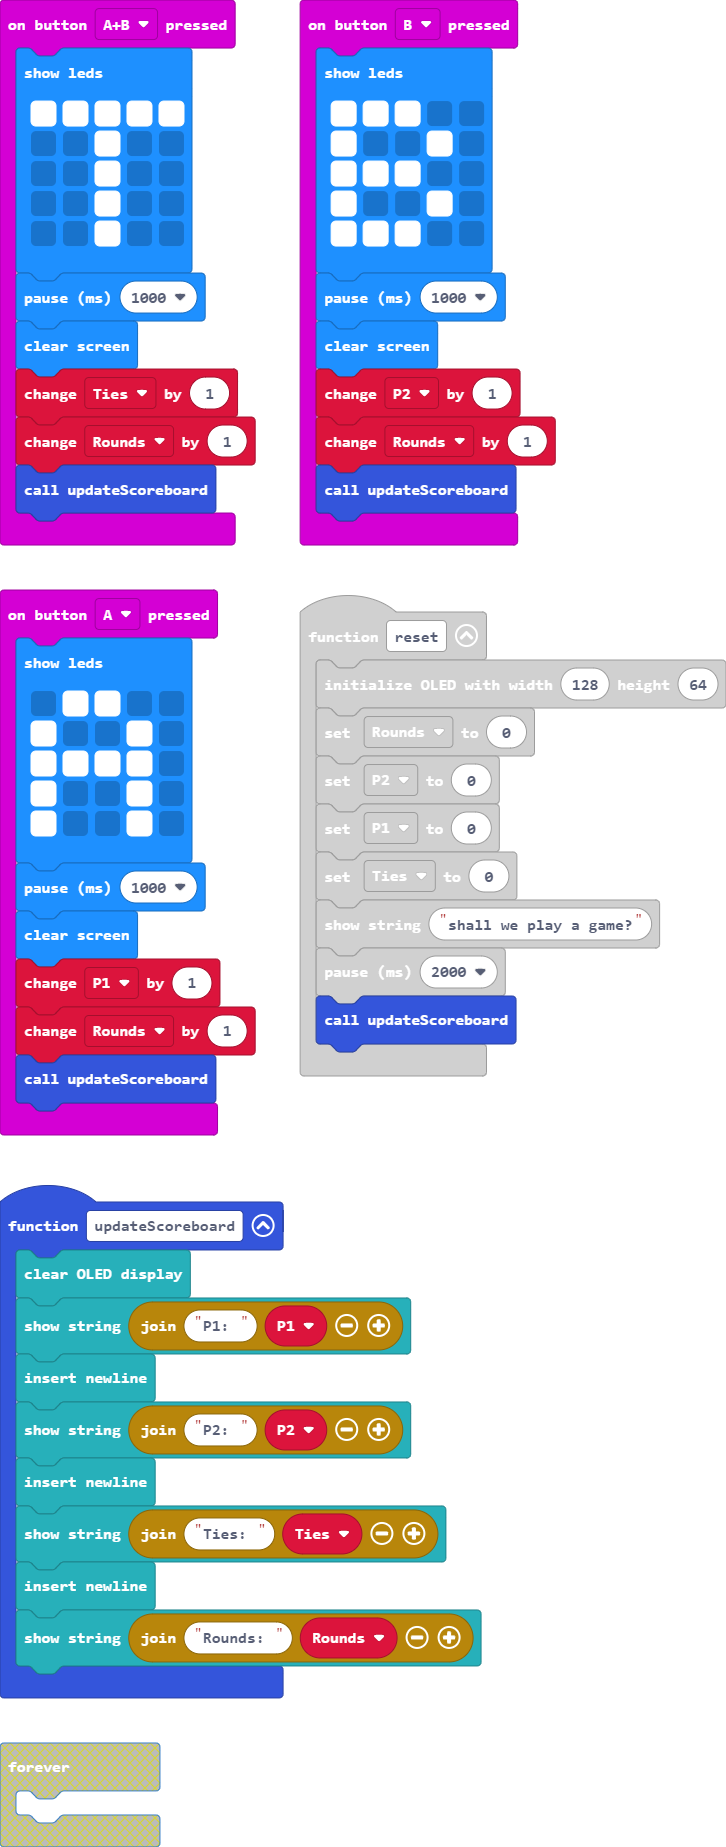 on button A+B pressed
show leds
pause (ms) 1000
clear screen
change Ties by 1
change Rounds by 1
call updateScoreboard
on button B pressed
show leds
pause (ms) 1000
clear screen
change P2 by 1
change Rounds by 1
call updateScoreboard
on button A pressed
show leds
pause (ms) 1000
clear screen
change P1 by 1
change Rounds by 1
call updateScoreboard
function reset
initialize OLED with width 128 height 64
set Rounds to 0
set P2 to 0
set P1 to 0
set Ties to 0
show string "shall we play a game?"
pause (ms) 2000
call updateScoreboard
function updateScoreboard
clear OLED display
show string join "P1: " P1
insert newline
show string join "P2: " P2
insert newline
show string join "Ties: " Ties
insert newline
show string join "Rounds: " Rounds
forever